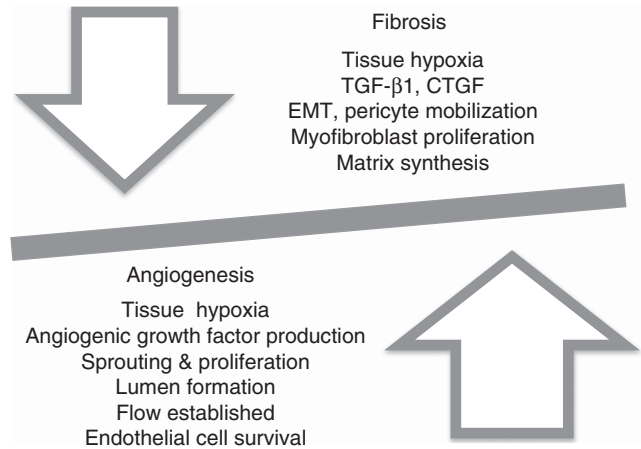 Fibrosis
Tissue hypoxia
TGF-β1, CTGF
EMT, pericyte mobilization
Myofibroblast proliferation
Matrix synthesis
Angiogenesis
Tissue hypoxia
Angiogenic growth factor production
Sprouting & proliferation
Lumen formation
Flow established
Endothelial cell survival